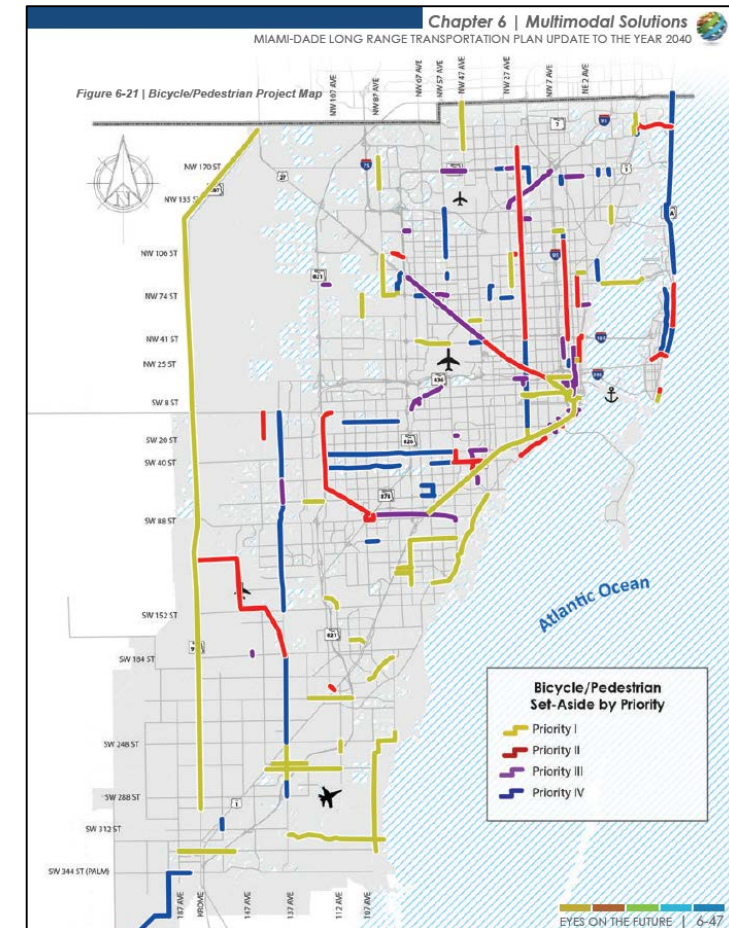 Chapter 6 | Multimodal Solutions
MIAMI-DADE LONG RANGE TRANSPORTATION PLAN UPDATE TO THE YEAR 2040
Figure 6-21 | Bicycle/Pedestrian Project Map
NW 107 AVE
NW 87 AVE
NW 67 AVE
NW 57 AVE
NW 47 AVE
NW 27 AVE
NW 7 AVE
NE 2 AVE
N
NW 170 ST
NW 106 ST
NW 74 ST
NW 41 ST
NW 25 ST
SW 8 ST
SW 40 ST
SW 88 ST
SW 152 ST
SW 184 ST
SW 248 ST
SW 288 ST
SW 312 ST
SW 344 ST (PALM)
187 AVE
KROME
147 AVE
137 AVE
112 AVE
107 AVE
27
821
826
836
1
A
Atlantic Ocean
Bicycle/Pedestrian
Set-Aside by Priority
Priority I
Priority II
Priority III
Priority IV
EYES ON THE FUTURE | 6-47